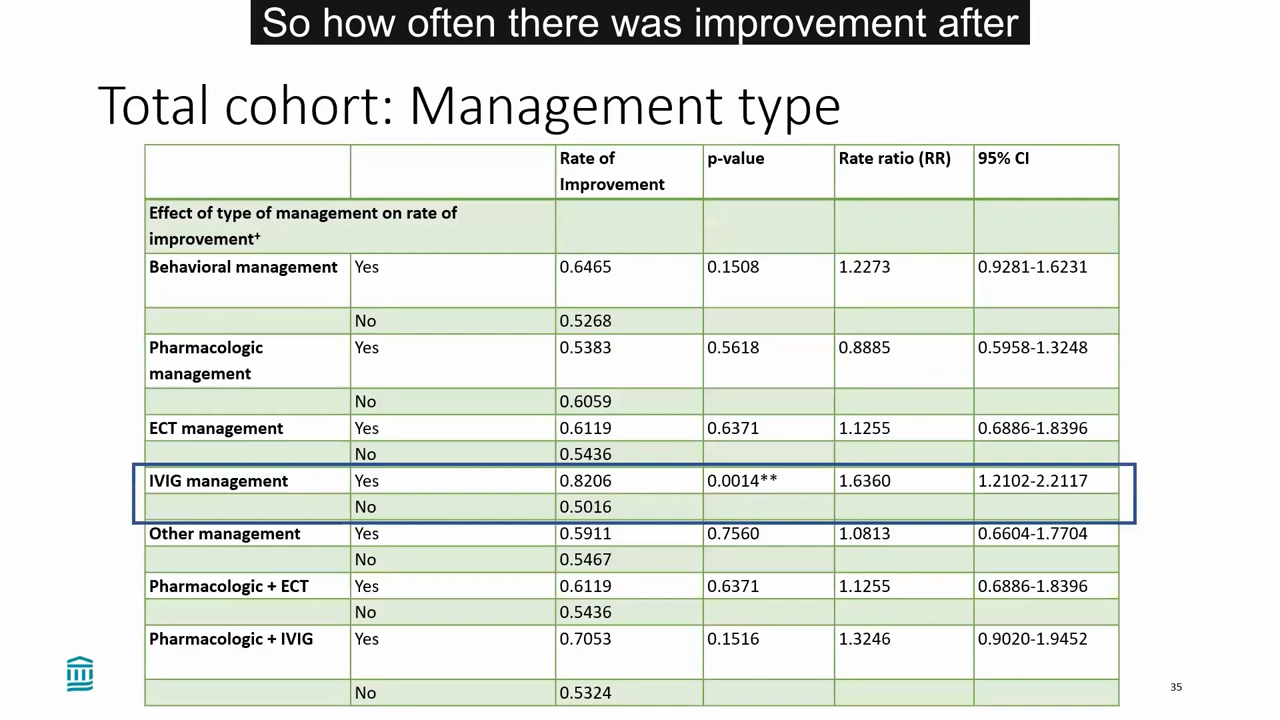 So how often there was improvement after
Total cohort: Management type
Rate of Improvement p-value Rate ratio (RR) 95% CI
Effect of type of management on rate of improvement+
Behavioral management Yes 0.6465 0.1508 1.2273 0.9281-1.6231
No 0.5268
Pharmacologic management Yes 0.5383 0.5618 0.8885 0.5958-1.3248
No 0.6059
ECT management Yes 0.6119 0.6371 1.1255 0.6886-1.8396
No 0.5436
IVIG management Yes 0.8206 0.0014** 1.6360 1.2102-2.2117
No 0.5016
Other management Yes 0.5911 0.7560 1.0813 0.6604-1.7704
No 0.5467
Pharmacologic + ECT Yes 0.6119 0.6371 1.1255 0.6886-1.8396
No 0.5436
Pharmacologic + IVIG Yes 0.7053 0.1516 1.3246 0.9020-1.9452
No 0.5324
35